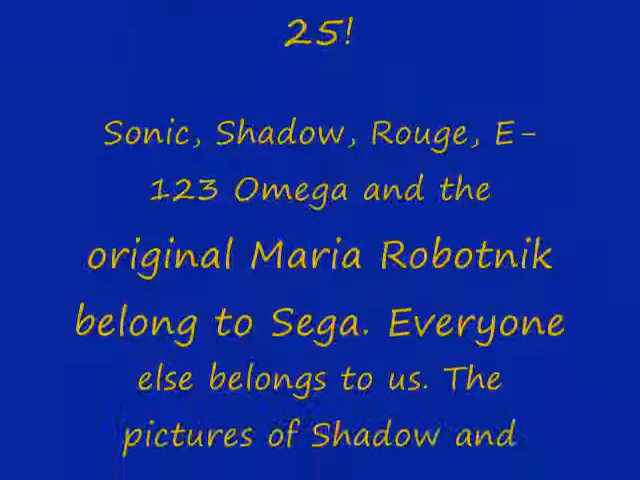 25!
Sonic, Shadow, Rouge, E-
123 Omega and the
original Maria Robotnik
belong to Sega. Everyone
else belongs to us. The
pictures of Shadow and